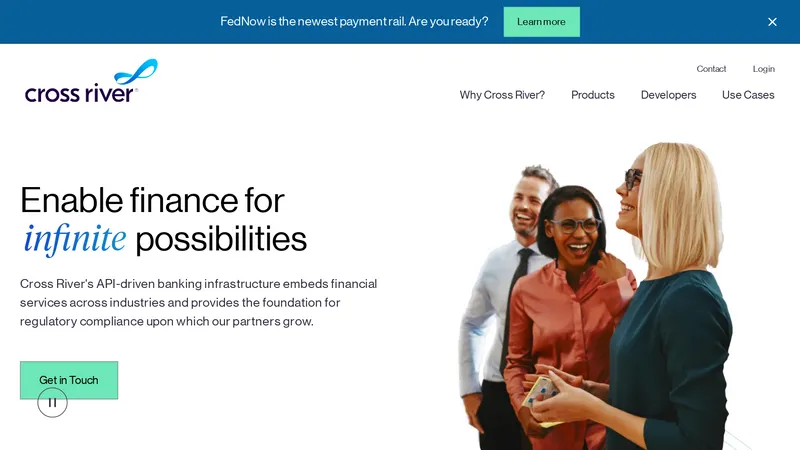 FedNow is the newest payment rail. Are you ready?
Learn more
Contact
Login
cross river
Why Cross River?
Products
Developers
Use Cases
Enable finance for
infinite possibilities
Cross River's API-driven banking infrastructure embeds financial
services across industries and provides the foundation for
regulatory compliance upon which our partners grow.
Get in Touch